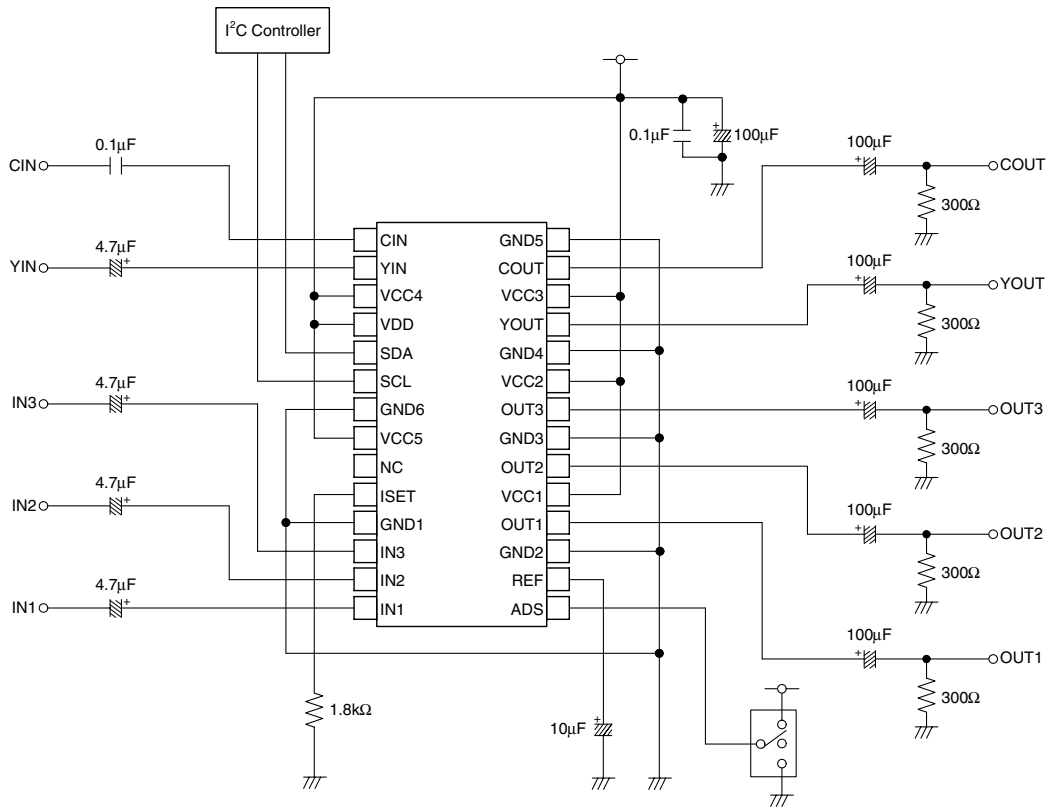 I²C Controller
0.1µF
CIN
4.7µF
YIN
4.7µF
IN3
4.7µF
IN2
4.7µF
IN1
0.1µF
100µF
CIN
YIN
VCC4
VDD
SDA
SCL
GND6
VCC5
NC
ISET
GND1
IN3
IN2
IN1
GND5
COUT
VCC3
YOUT
GND4
VCC2
OUT3
GND3
OUT2
VCC1
OUT1
GND2
REF
ADS
100µF
COUT
300Ω
100µF
YOUT
300Ω
100µF
OUT3
300Ω
100µF
OUT2
300Ω
100µF
OUT1
300Ω
1.8kΩ
10µF